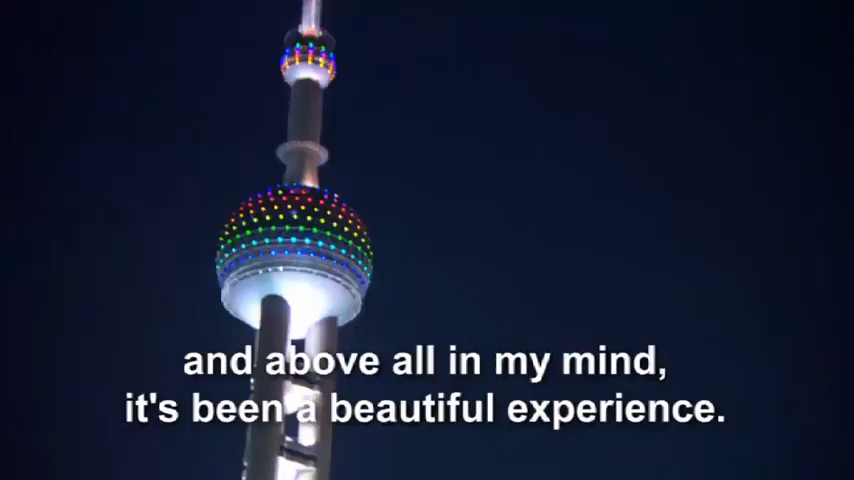 and above all in my mind,
it's been a beautiful experience.